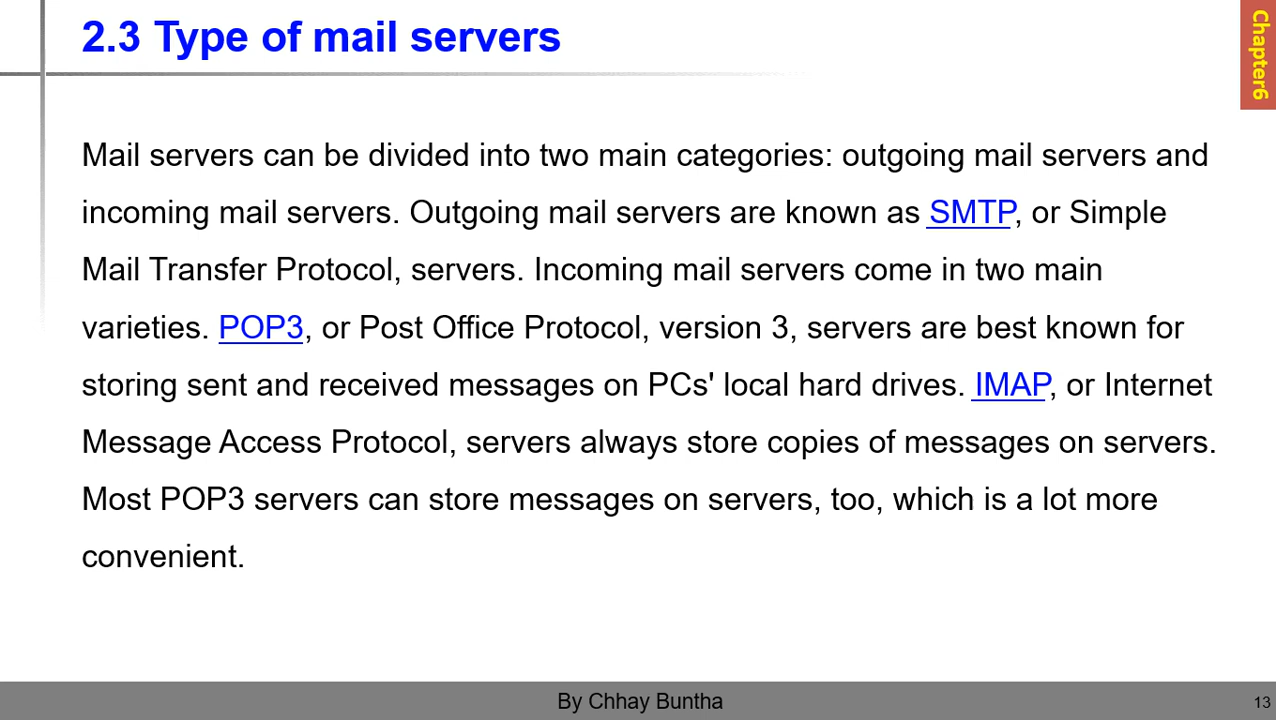 2.3 Type of mail servers
Chapter6
Mail servers can be divided into two main categories: outgoing mail servers and
incoming mail servers. Outgoing mail servers are known as SMTP, or Simple
Mail Transfer Protocol, servers. Incoming mail servers come in two main
varieties. POP3, or Post Office Protocol, version 3, servers are best known for
storing sent and received messages on PCs' local hard drives. IMAP, or Internet
Message Access Protocol, servers always store copies of messages on servers.
Most POP3 servers can store messages on servers, too, which is a lot more
convenient.
By Chhay Buntha
13